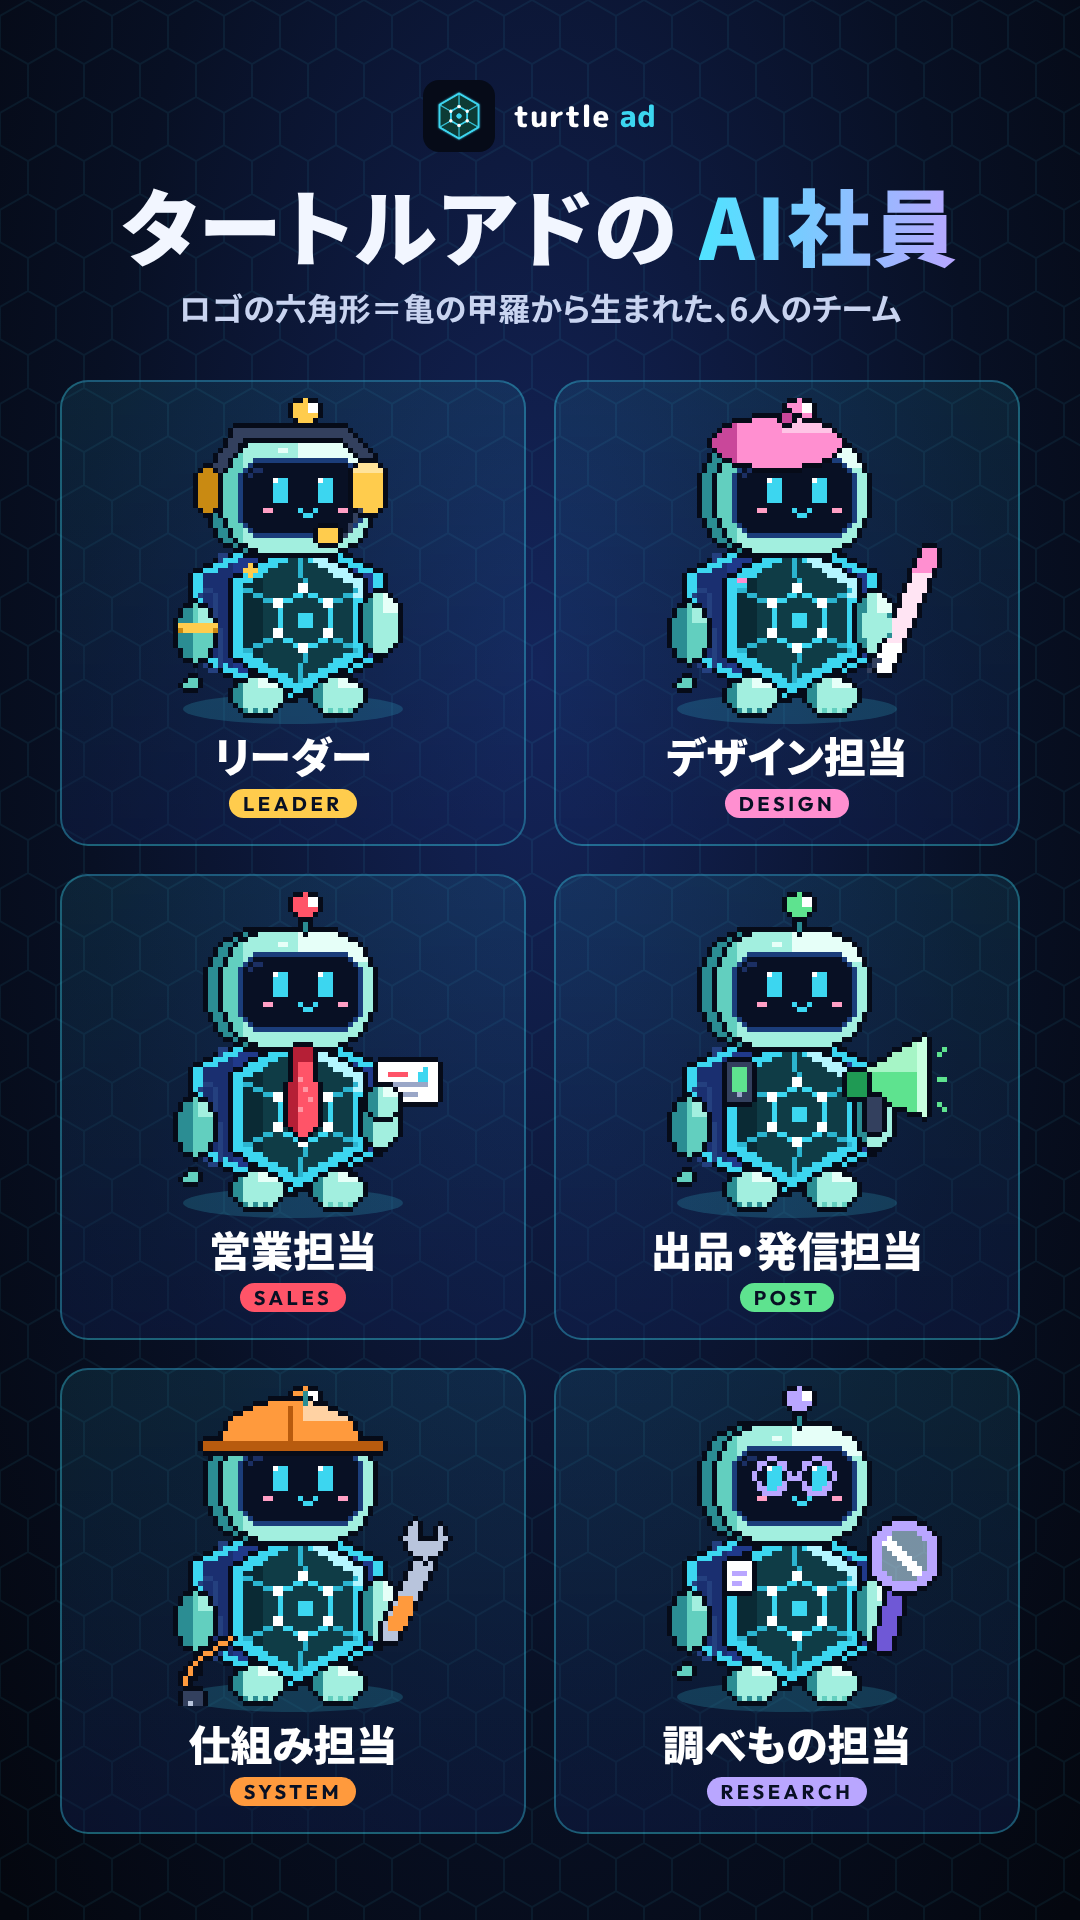 turtle ad
タートルアドの AI社員
ロゴの六角形＝亀の甲羅から生まれた、6人のチーム
リーダー
LEADER
デザイン担当
DESIGN
営業担当
SALES
出品・発信担当
POST
仕組み担当
SYSTEM
調べもの担当
RESEARCH